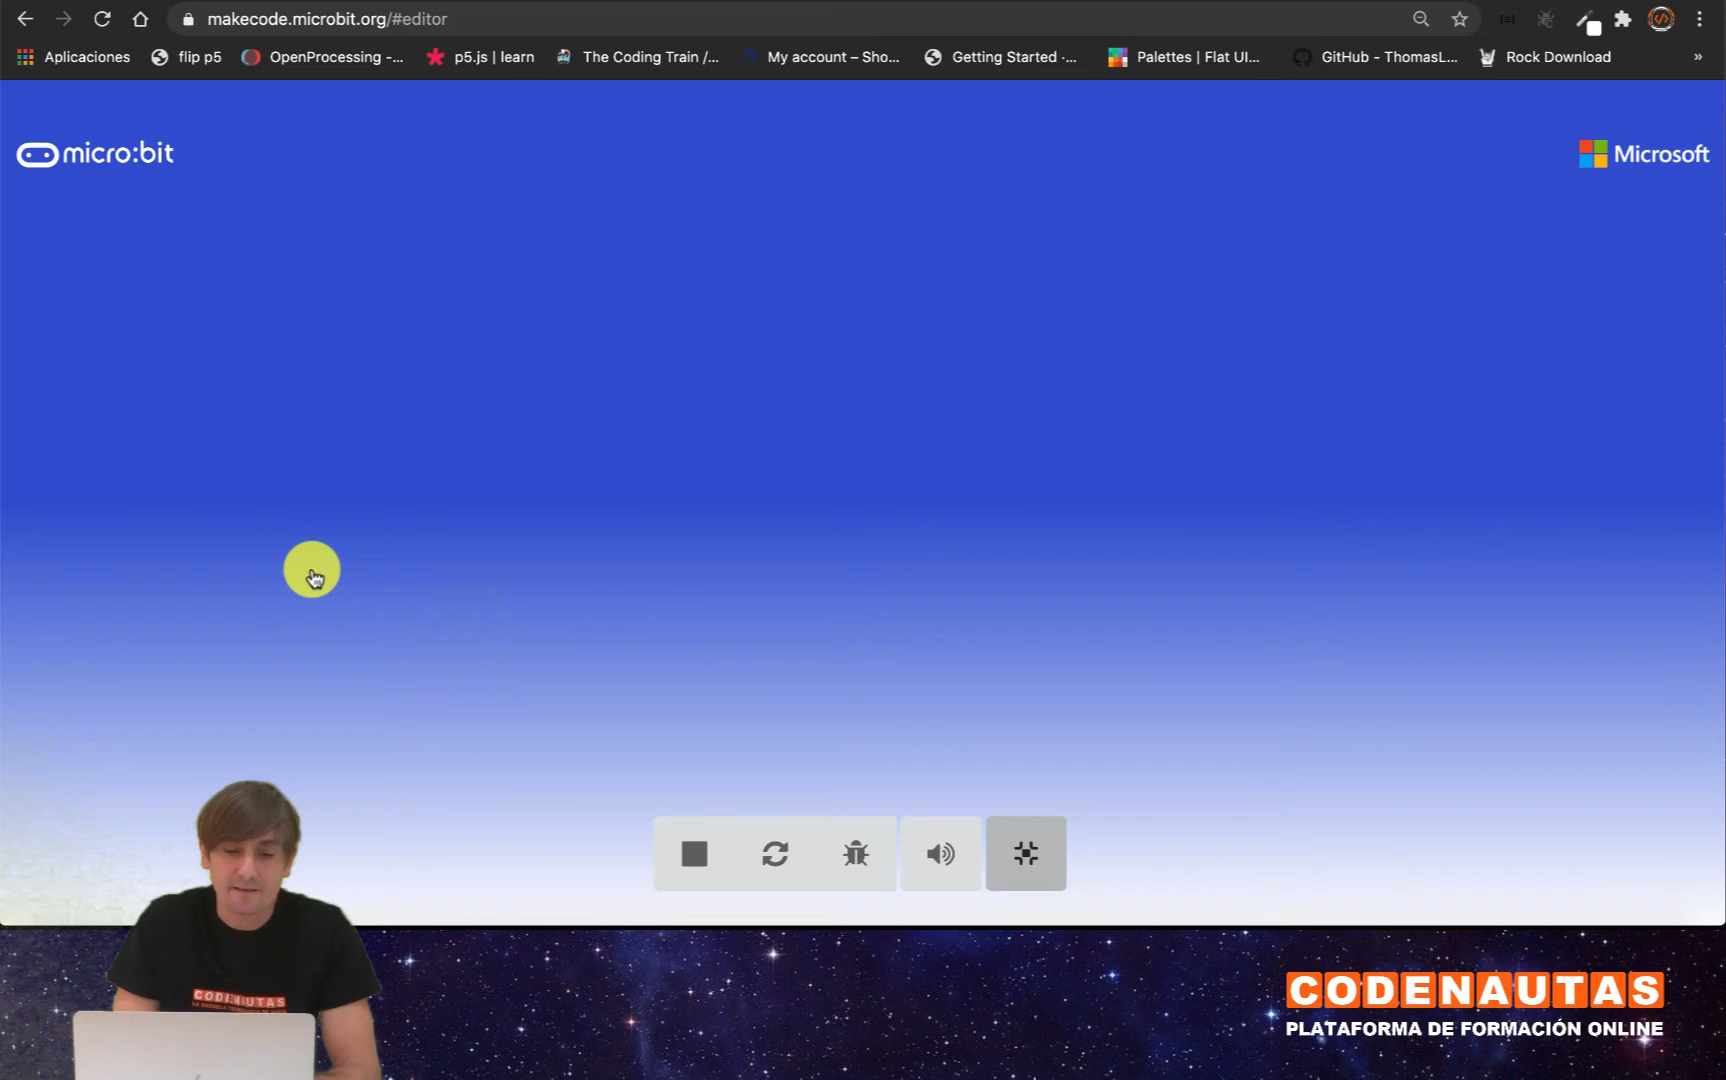 makecode.microbit.org/#editor
Aplicaciones
flip p5
OpenProcessing -...
p5.js | learn
The Coding Train /...
My account – Sho...
Getting Started ·...
Palettes | Flat UI...
GitHub - ThomasL...
Rock Download
»
micro:bit
Microsoft
CODENAUTAS
CODENAUTAS
PLATAFORMA DE FORMACIÓN ONLINE